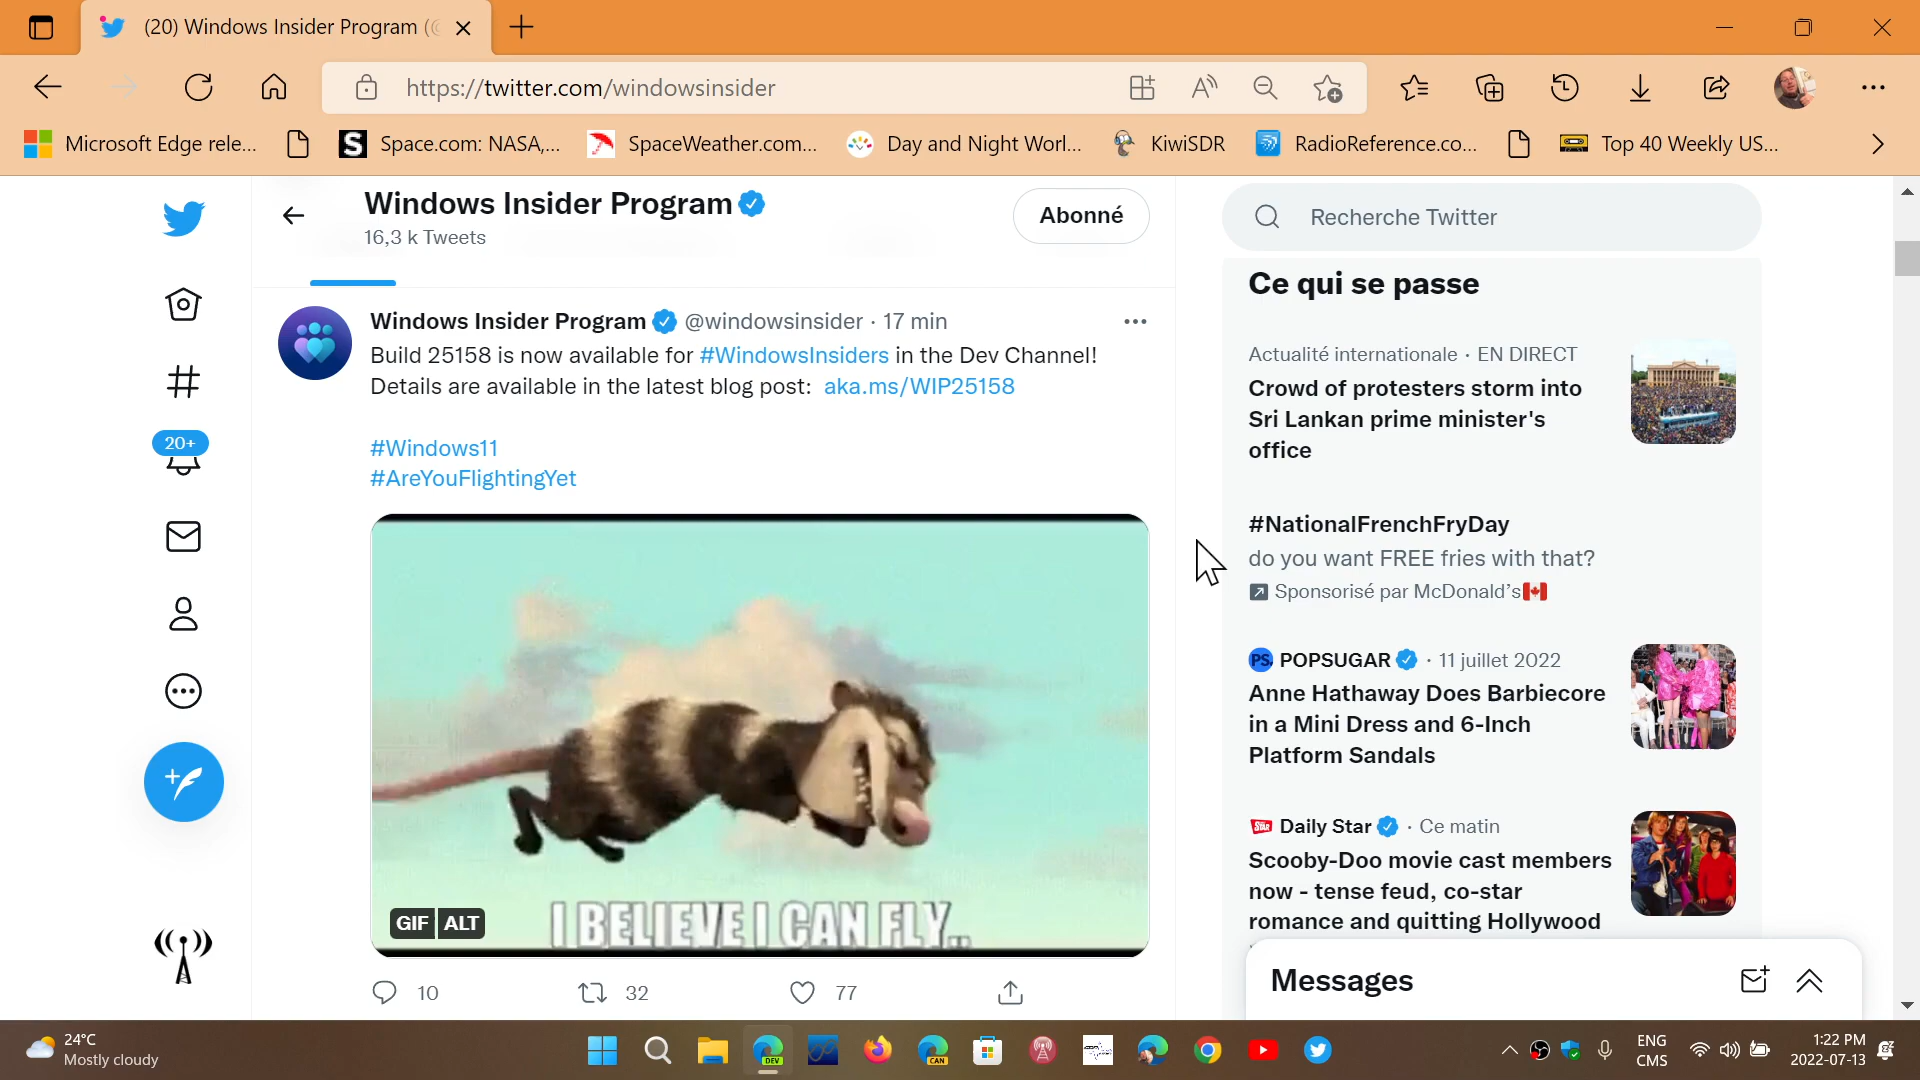 (20) Windows Insider Program (
https://twitter.com/windowsinsider
Microsoft Edge rele...
Space.com: NASA,...
SpaceWeather.com...
Day and Night Worl...
KiwiSDR
RadioReference.co...
Top 40 Weekly US...
Windows Insider Program
16,3 k Tweets
Abonné
Recherche Twitter
20+
Windows Insider Program @windowsinsider · 17 min
Build 25158 is now available for #WindowsInsiders in the Dev Channel!
Details are available in the latest blog post: aka.ms/WIP25158
#Windows11
#AreYouFlightingYet
I BELIEVE I CAN FLY..
GIF ALT
10 32 77
Ce qui se passe
Actualité internationale · EN DIRECT
Crowd of protesters storm into
Sri Lankan prime minister's
office
#NationalFrenchFryDay
do you want FREE fries with that?
Sponsorisé par McDonald's
PS. POPSUGAR · 11 juillet 2022
Anne Hathaway Does Barbiecore
in a Mini Dress and 6-Inch
Platform Sandals
Daily Star · Ce matin
Scooby-Doo movie cast members
now - tense feud, co-star
romance and quitting Hollywood
Messages
24°C
Mostly cloudy
DEV
CAN
ENG
CMS
1:22 PM
2022-07-13